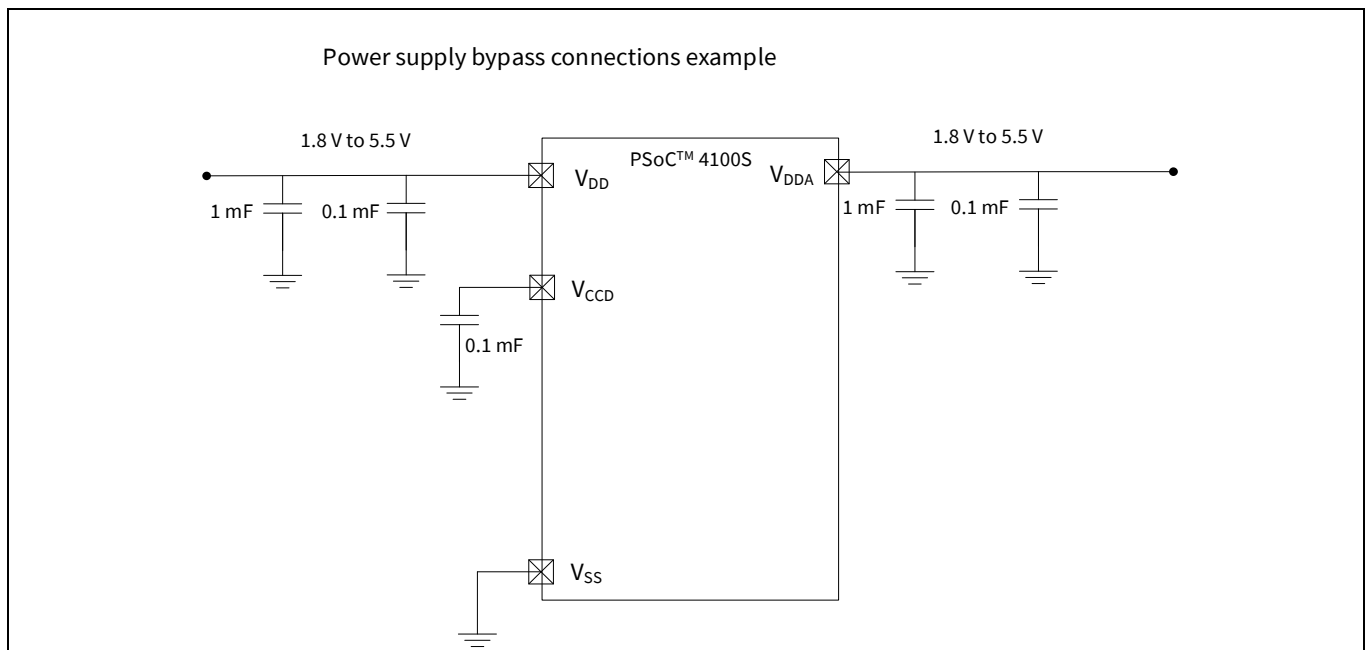 Power supply bypass connections example
1.8 V to 5.5 V
1.8 V to 5.5 V
PSoC™ 4100S
VDD
VDDA
1 mF
0.1 mF
1 mF
0.1 mF
VCCD
0.1 mF
VSS